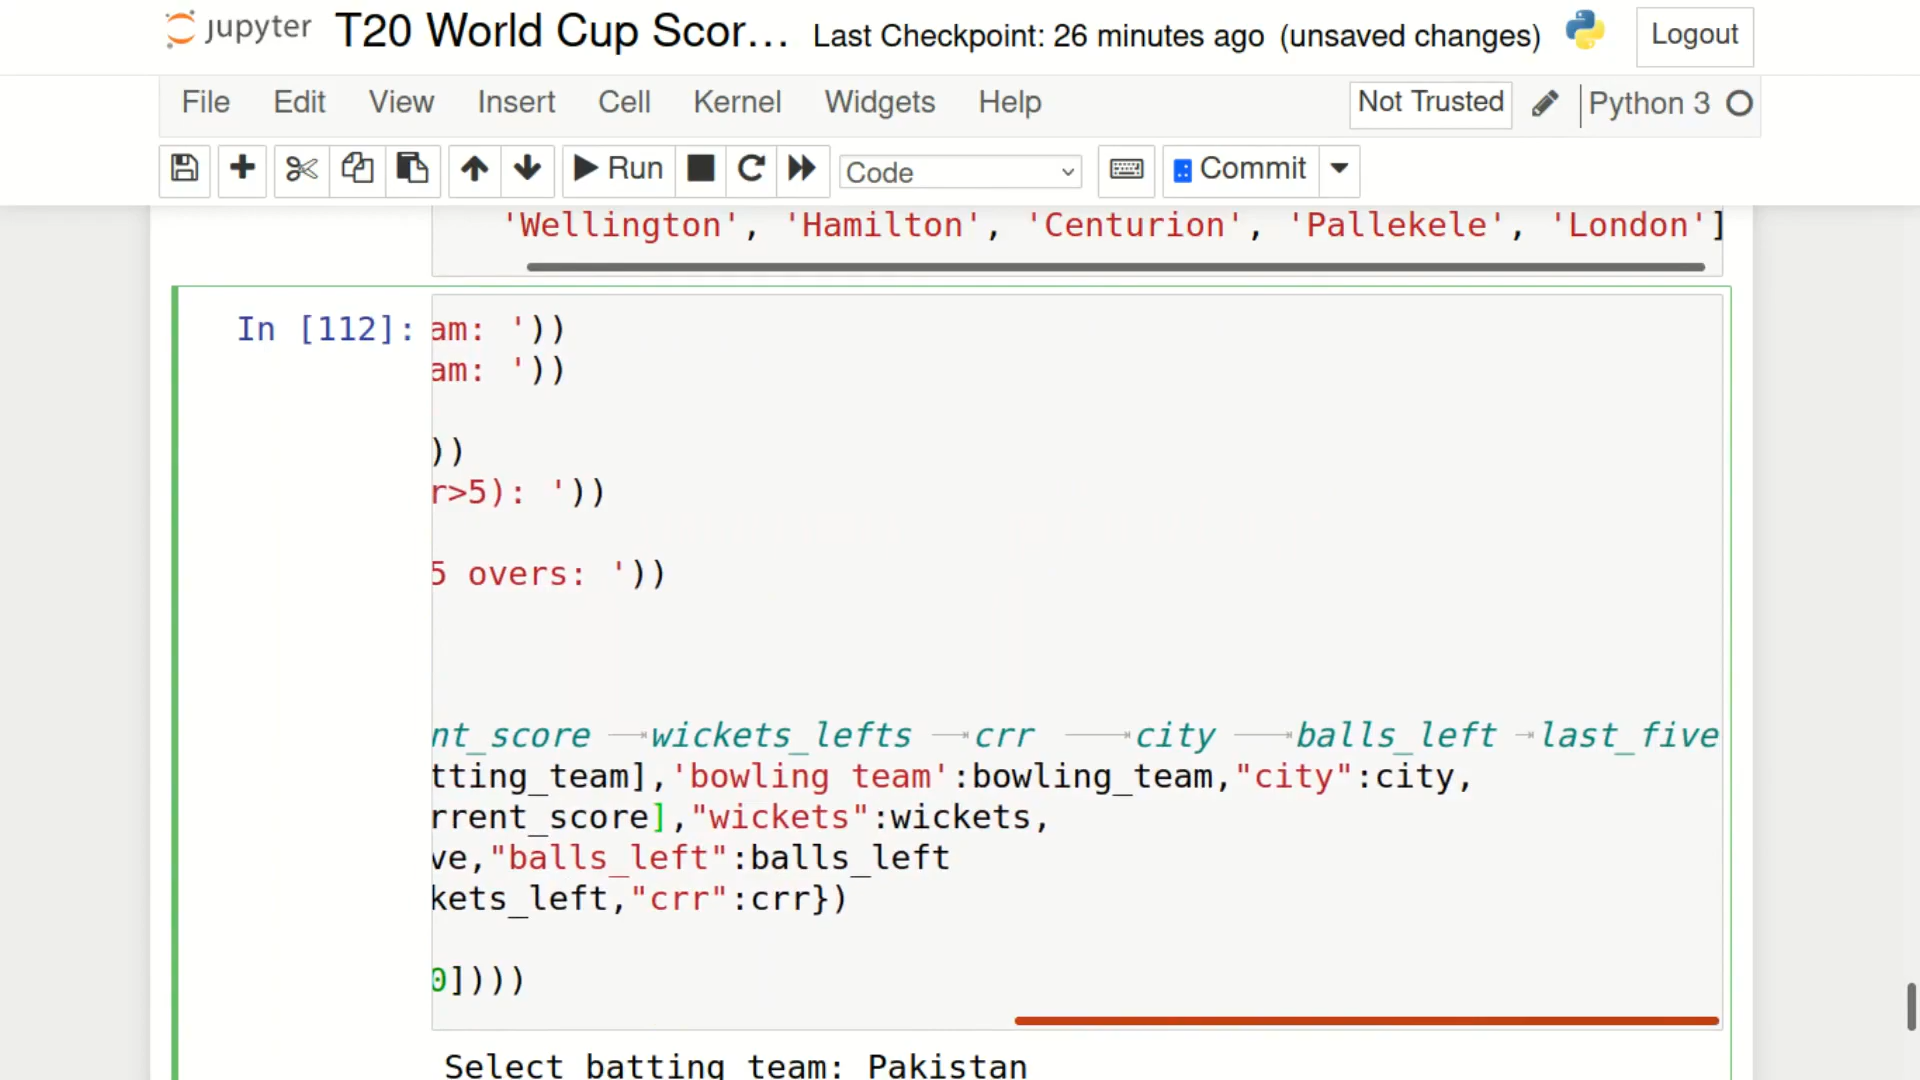 jupyter T20 World Cup Scor... Last Checkpoint: 26 minutes ago (unsaved changes) Logout
File Edit View Insert Cell Kernel Widgets Help Not Trusted Python 3
Run Code Commit
'Wellington', 'Hamilton', 'Centurion', 'Pallekele', 'London']
In [112]: am: '))
am: '))
))
r>5): '))
5 overs: '))
nt_score wickets_lefts crr city balls_left last_five
tting_team],'bowling team':bowling_team,"city":city,
rrent_score],"wickets":wickets,
ve,"balls_left":balls_left
kets_left,"crr":crr})
0])))
Select batting team: Pakistan